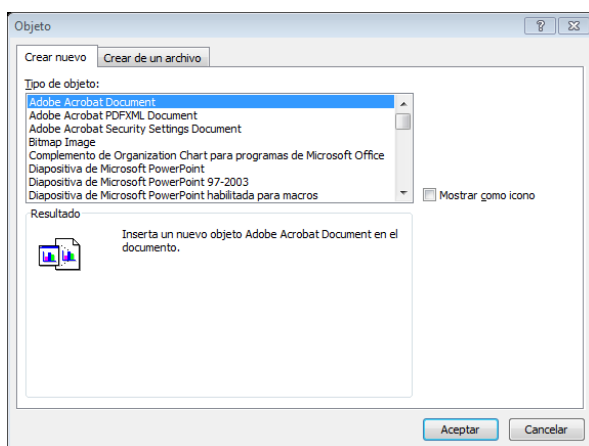 Objeto
Crear nuevo
Crear de un archivo
Tipo de objeto:
Adobe Acrobat Document
Adobe Acrobat PDFXML Document
Adobe Acrobat Security Settings Document
Bitmap Image
Complemento de Organization Chart para programas de Microsoft Office
Diapositiva de Microsoft PowerPoint
Diapositiva de Microsoft PowerPoint 97-2003
Diapositiva de Microsoft PowerPoint habilitada para macros
Mostrar como icono
Resultado
Inserta un nuevo objeto Adobe Acrobat Document en el
documento.
Aceptar
Cancelar